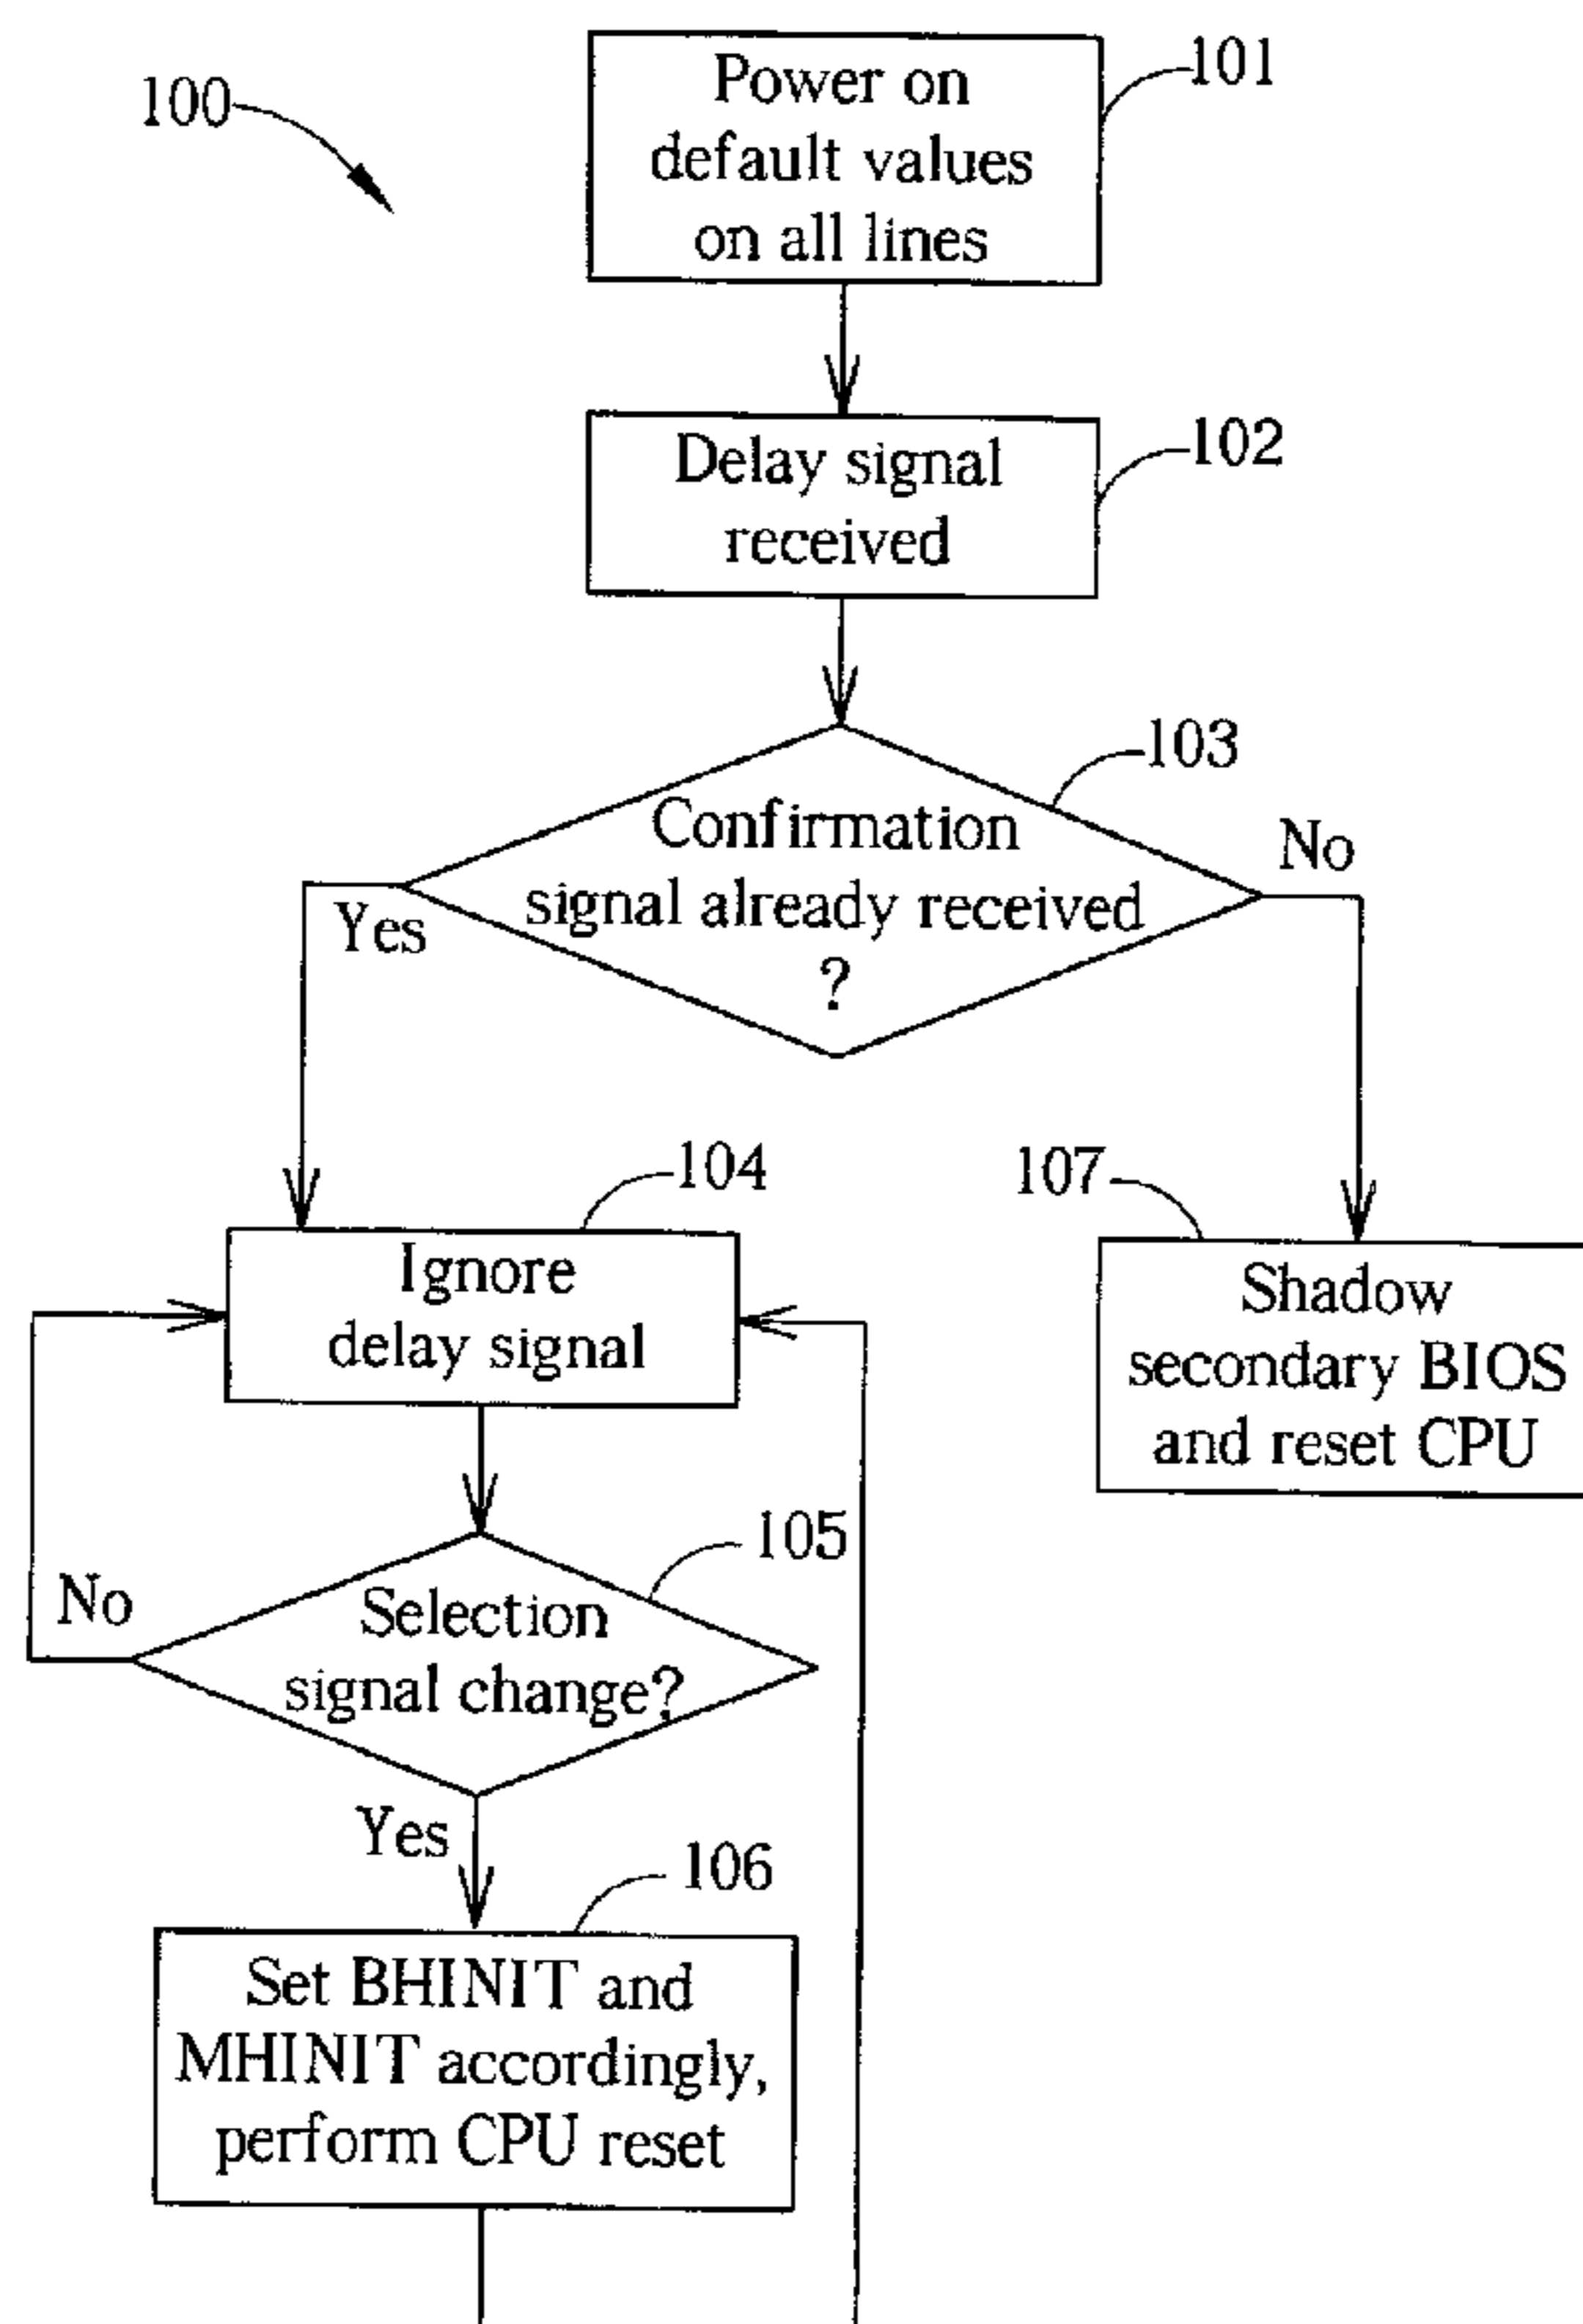 100
Power on
default values
on all lines
101
Delay signal
received
102
Confirmation
signal already received
?
103
Yes
No
104
Ignore
delay signal
107
Shadow
secondary BIOS
and reset CPU
105
Selection
signal change?
No
Yes
106
Set BHINIT and
MHINIT accordingly,
perform CPU reset